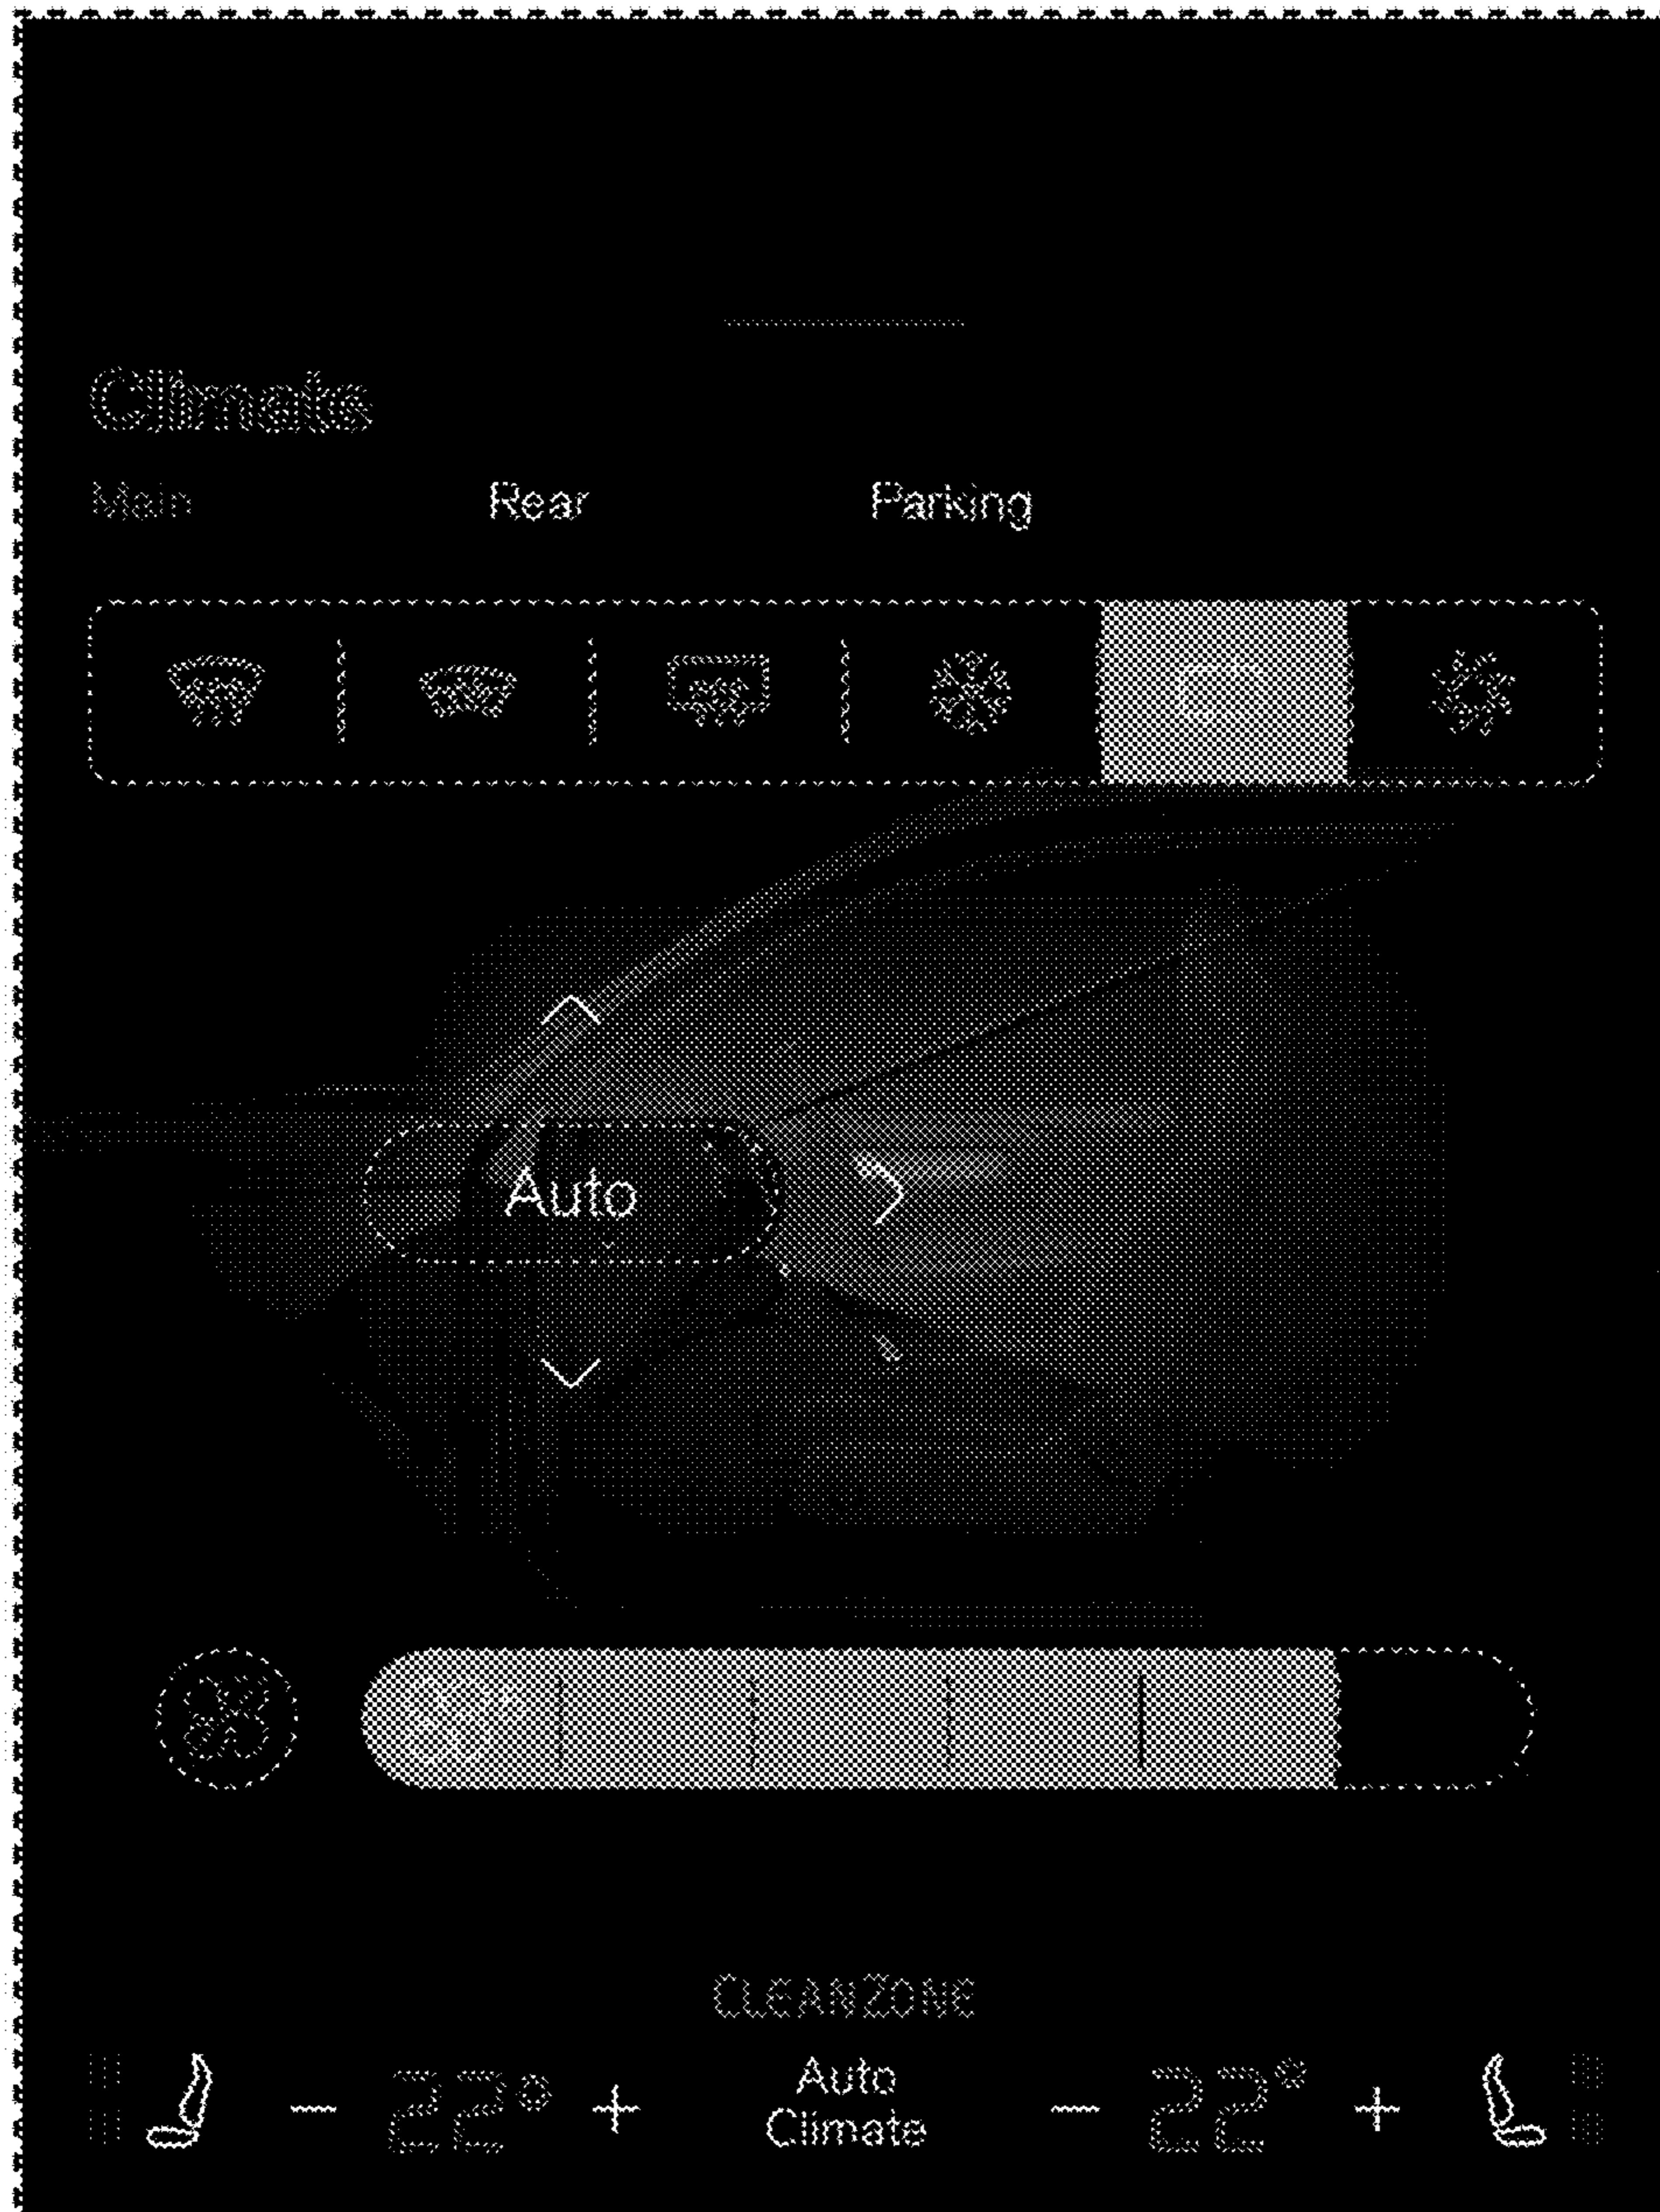 Climate
Main Rear Parking
Auto
CLEANZONE
22° Auto Climate 22°